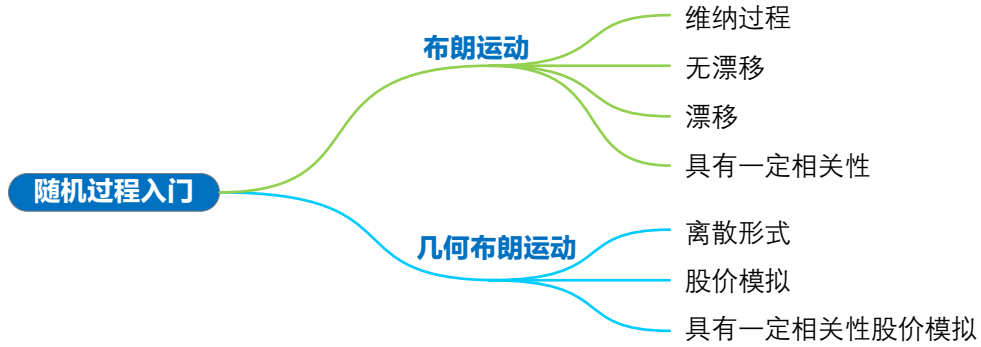 随机过程入门
布朗运动
维纳过程
无漂移
漂移
具有一定相关性
几何布朗运动
离散形式
股价模拟
具有一定相关性股价模拟